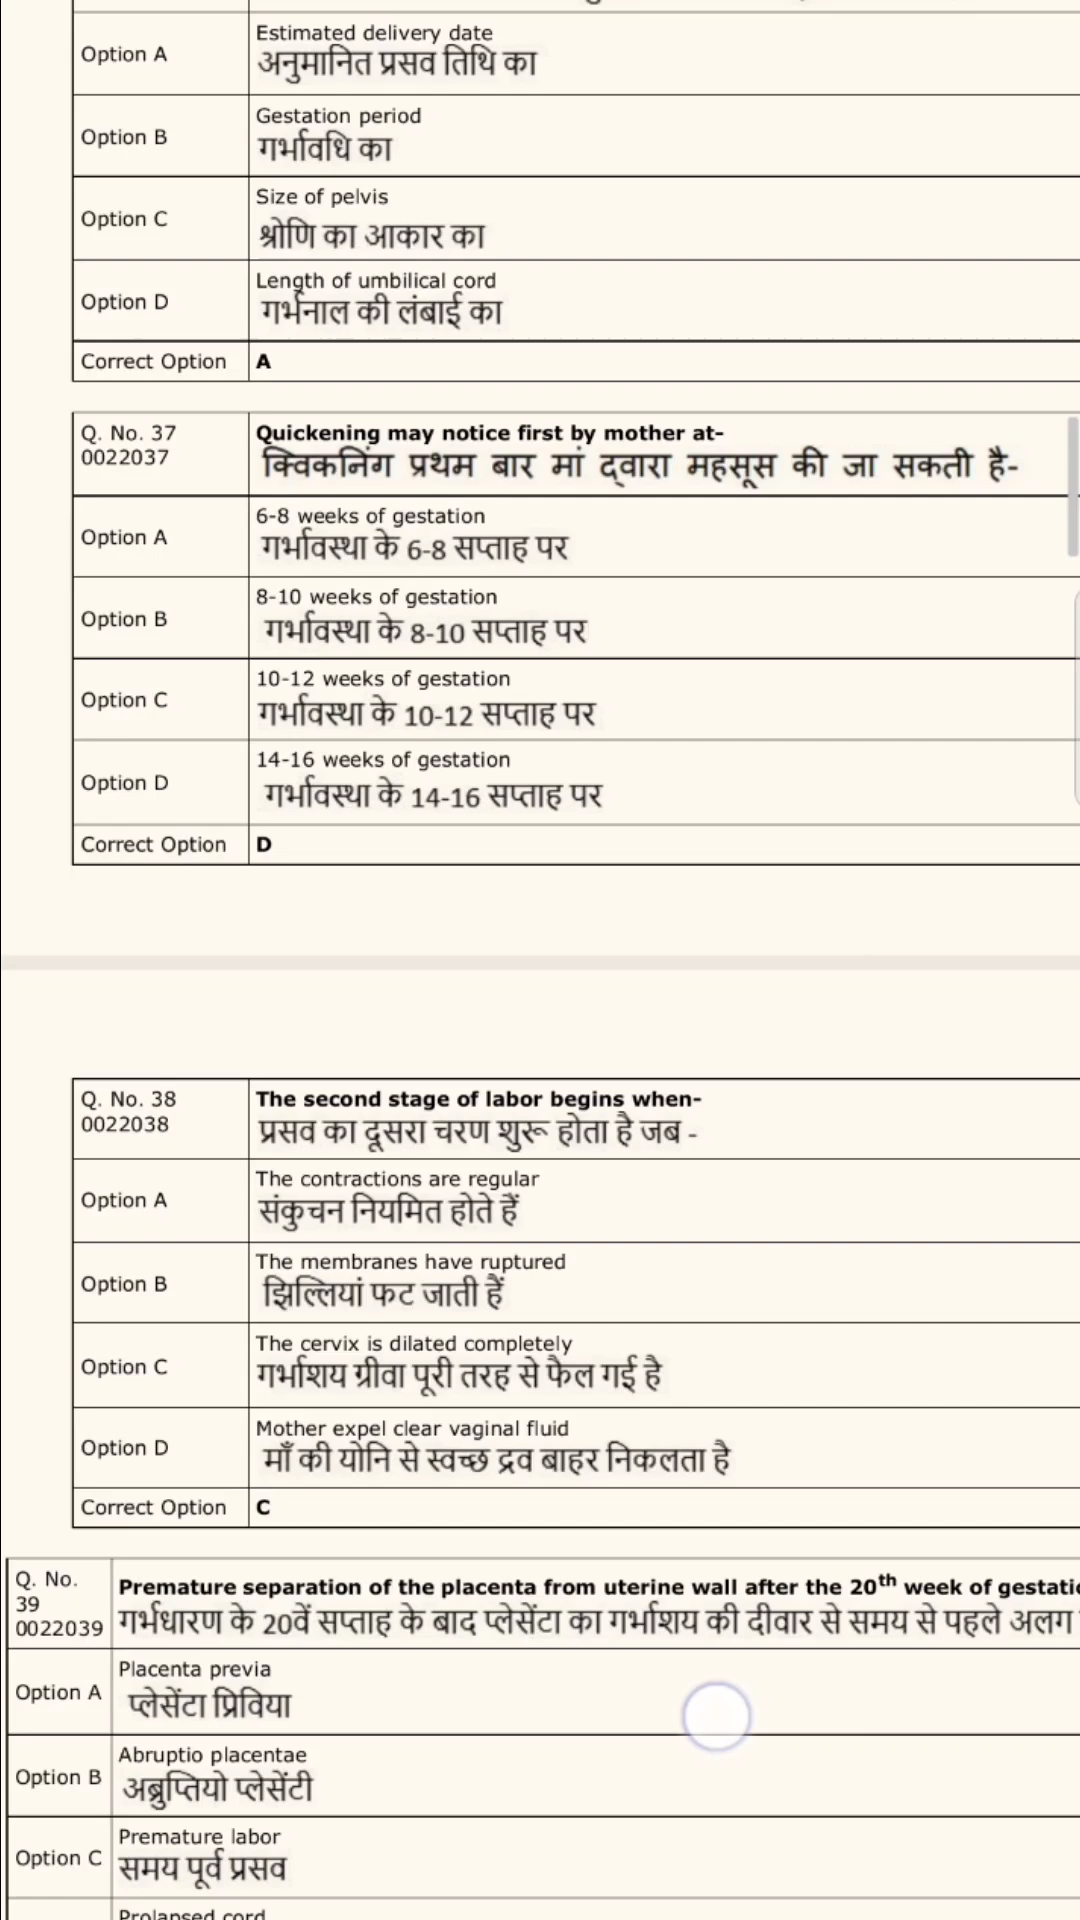 Option A
Estimated delivery date
अनुमानित प्रसव तिथि का
Option B
Gestation period
गर्भावधि का
Option C
Size of pelvis
श्रोणि का आकार का
Option D
Length of umbilical cord
गर्भनाल की लंबाई का
Correct Option
A
Q. No. 37
0022037
Quickening may notice first by mother at-
क्विकनिंग प्रथम बार मां द्वारा महसूस की जा सकती है-
Option A
6-8 weeks of gestation
गर्भावस्था के 6-8 सप्ताह पर
Option B
8-10 weeks of gestation
गर्भावस्था के 8-10 सप्ताह पर
Option C
10-12 weeks of gestation
गर्भावस्था के 10-12 सप्ताह पर
Option D
14-16 weeks of gestation
गर्भावस्था के 14-16 सप्ताह पर
Correct Option
D
Q. No. 38
0022038
The second stage of labor begins when-
प्रसव का दूसरा चरण शुरू होता है जब -
Option A
The contractions are regular
संकुचन नियमित होते हैं
Option B
The membranes have ruptured
झिल्लियां फट जाती हैं
Option C
The cervix is dilated completely
गर्भाशय ग्रीवा पूरी तरह से फैल गई है
Option D
Mother expel clear vaginal fluid
माँ की योनि से स्वच्छ द्रव बाहर निकलता है
Correct Option
C
Q. No.
39
0022039
Premature separation of the placenta from uterine wall after the 20th week of
गर्भधारण के 20वें सप्ताह के बाद प्लेसेंटा का गर्भाशय की दीवार से समय से पहले अलग
Option A
Placenta previa
प्लेसेंटा प्रिविया
Option B
Abruptio placentae
अब्रुप्तियो प्लेसेंटी
Option C
Premature labor
समय पूर्व प्रसव
Prolapsed cord